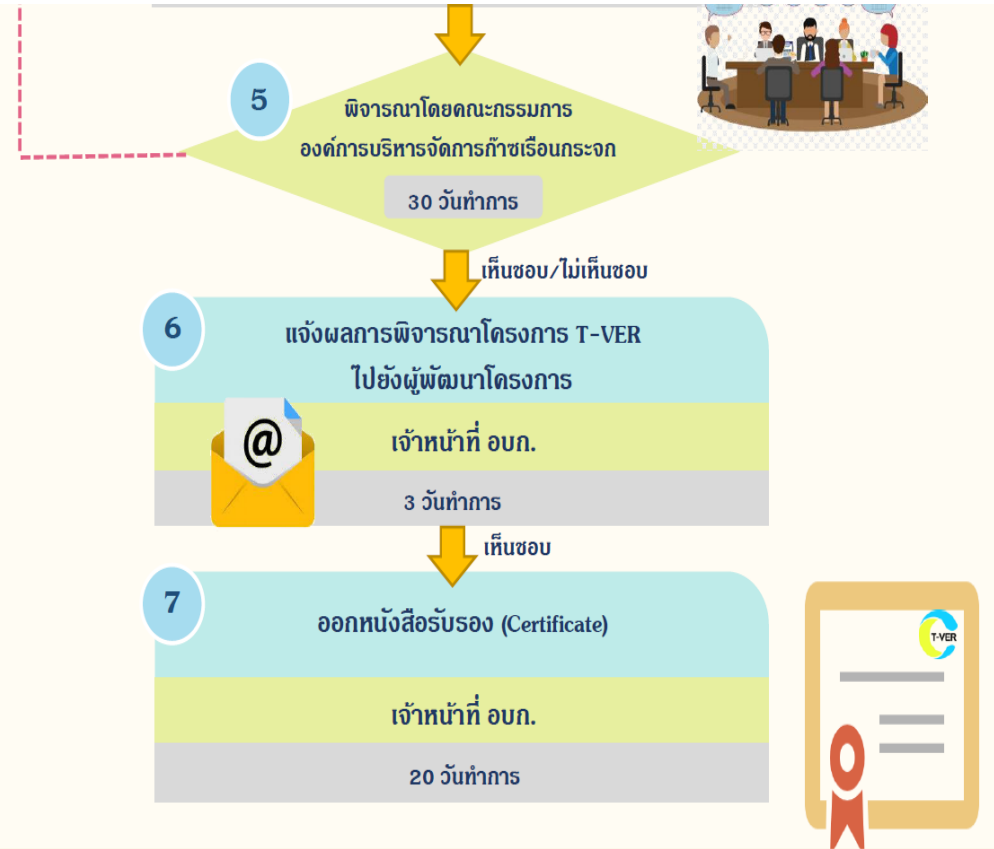 5
พิจารณาโดยคณะกรรมการ
องค์การบริหารจัดการก๊าซเรือนกระจก
30 วันทำการ
เห็นชอบ/ไม่เห็นชอบ
6
แจ้งผลการพิจารณาโครงการ T-VER
ไปยังผู้พัฒนาโครงการ
@
เจ้าหน้าที่ อบก.
3 วันทำการ
เห็นชอบ
7
ออกหนังสือรับรอง (Certificate)
T-VER
เจ้าหน้าที่ อบก.
20 วันทำการ